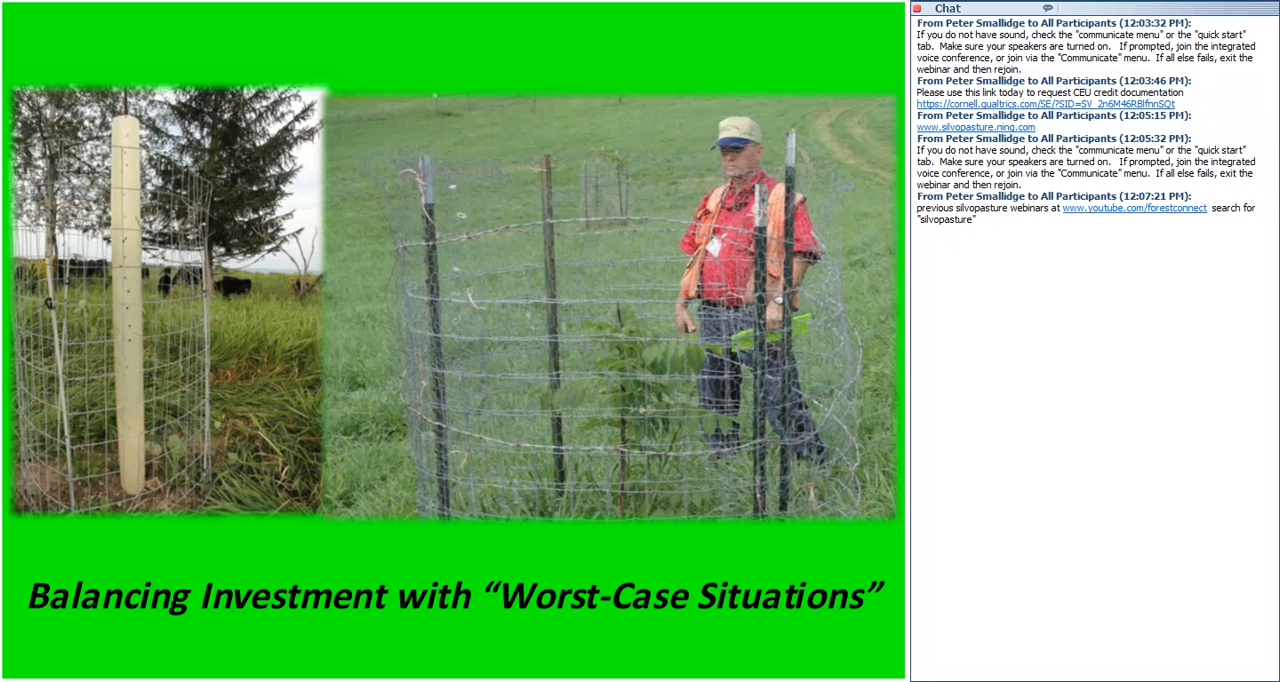 Balancing Investment with “Worst-Case Situations”
Chat
From Peter Smallidge to All Participants (12:03:32 PM):
If you do not have sound, check the "communicate menu" or the "quick start"
tab. Make sure your speakers are turned on. If prompted, join the integrated
voice conference, or join via the "Communicate" menu. If all else fails, exit the
webinar and then rejoin.
From Peter Smallidge to All Participants (12:03:46 PM):
Please use this link today to request CEU credit documentation
https://cornell.qualtrics.com/SE/?SID=SV_2n6M46RBlfnnSQt
From Peter Smallidge to All Participants (12:05:15 PM):
www.silvopasture.ning.com
From Peter Smallidge to All Participants (12:05:32 PM):
If you do not have sound, check the "communicate menu" or the "quick start"
tab. Make sure your speakers are turned on. If prompted, join the integrated
voice conference, or join via the "Communicate" menu. If all else fails, exit the
webinar and then rejoin.
From Peter Smallidge to All Participants (12:07:21 PM):
previous silvopasture webinars at www.youtube.com/forestconnect search for
"silvopasture"